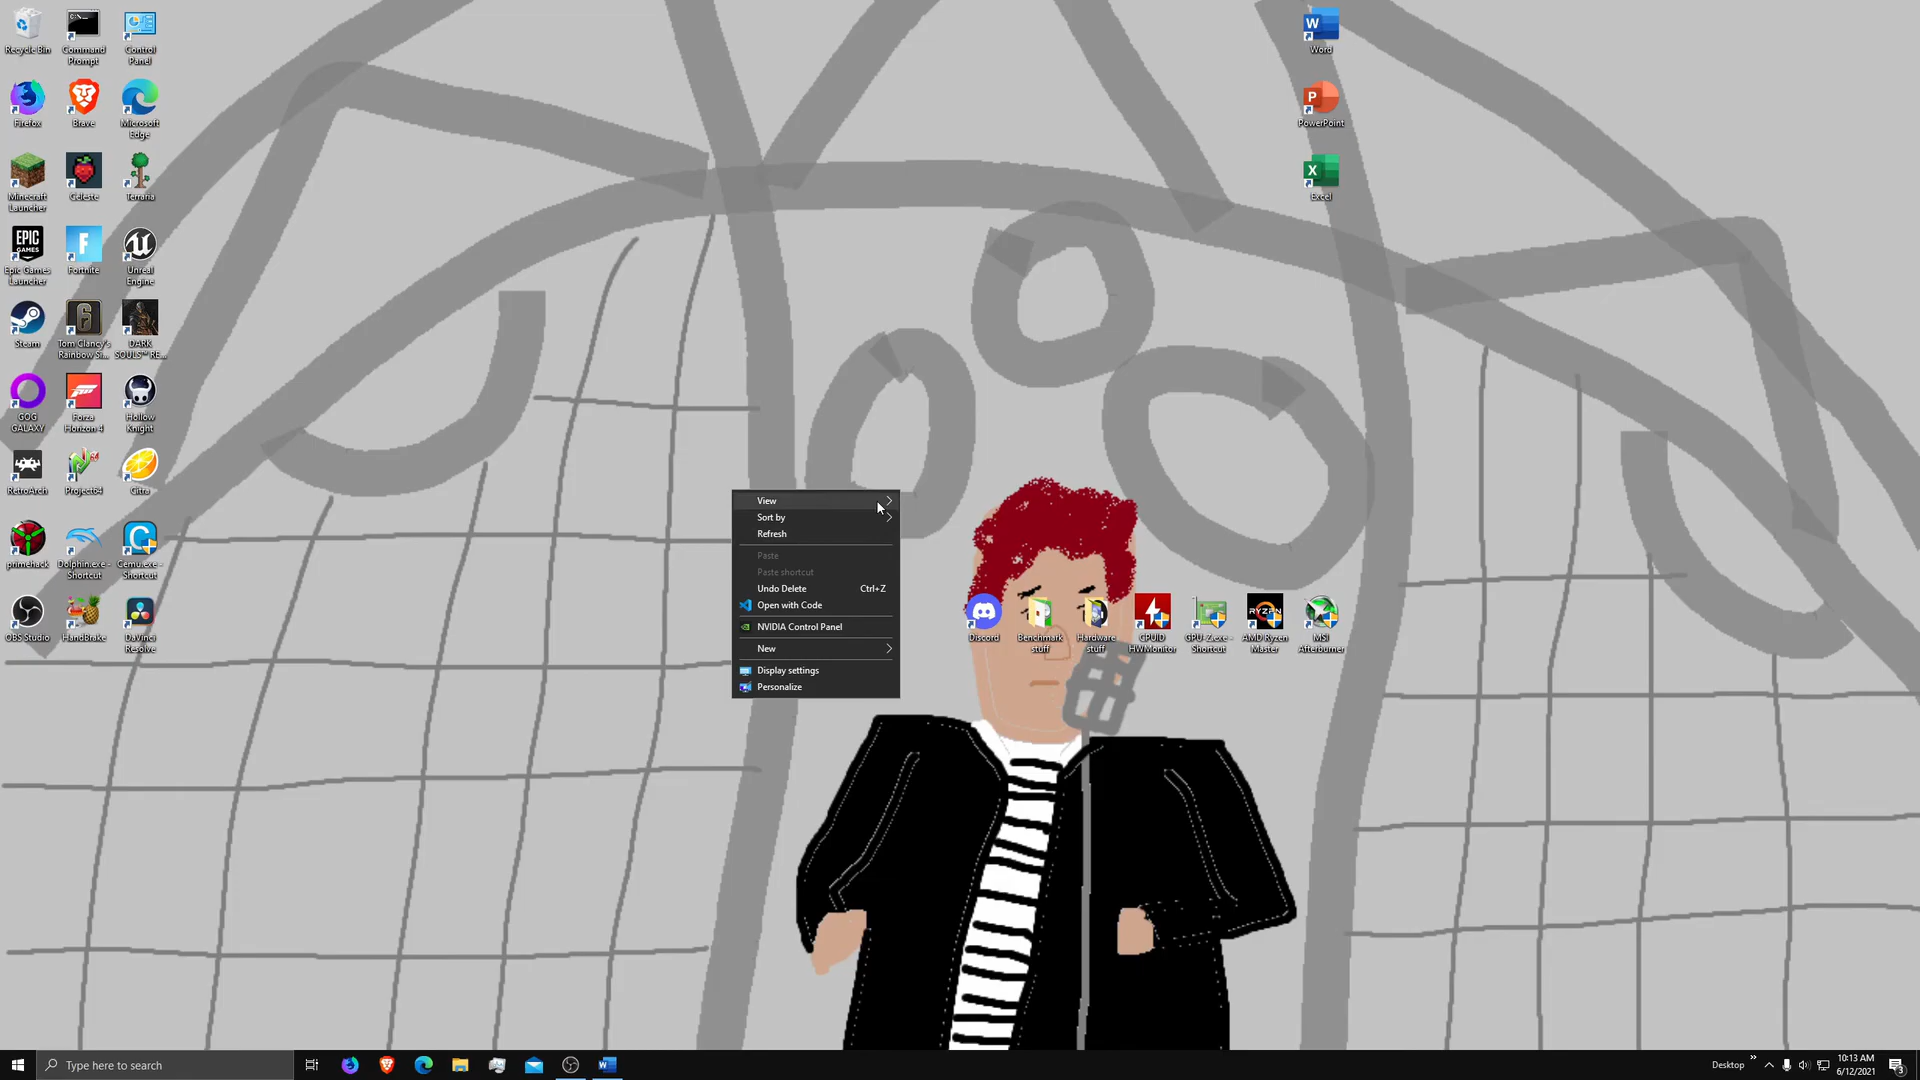 Recycle Bin
Command
Prompt
Control
Panel
Word
Firefox
Brave
Microsoft
Edge
PowerPoint
Minecraft
Launcher
Celeste
Terraria
Excel
EPIC
GAMES
Epic Games
Launcher
Fortnite
Unreal
Engine
Steam
Tom Clancy's
Rainbow Si...
DARK
SOULS™ RE...
GOG
GALAXY
Forza
Horizon 4
Hollow
Knight
RetroArch
Project64
Citra
primehack
Dolphin.exe -
Shortcut
Cemu.exe -
Shortcut
OBS Studio
HandBrake
DaVinci
Resolve
View
Sort by
Refresh
Paste
Paste shortcut
Undo Delete Ctrl+Z
Open with Code
NVIDIA Control Panel
New
Display settings
Personalize
Discord
Benchmark
stuff
Hardware
stuff
CPUID
HWMonitor
GPU-Z.exe -
Shortcut
RYZEN
AMD Ryzen
Master
MSI
Afterburner
Type here to search
Desktop
10:13 AM
6/12/2021
3